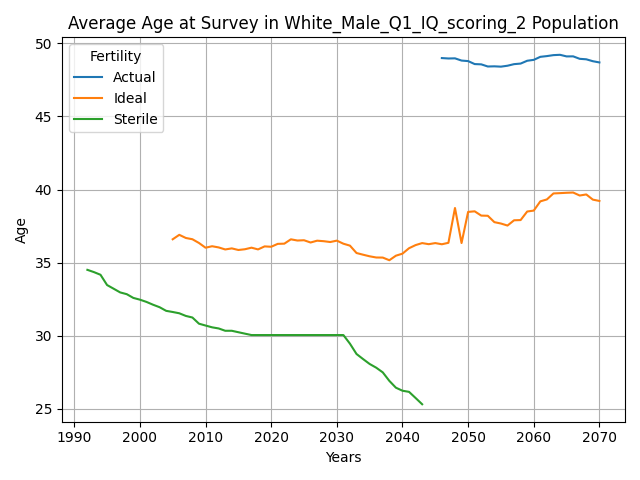 Average Age at Survey in White_Male_Q1_IQ_scoring_2 Population
Fertility
Actual
Ideal
Sterile
Age
50
45
40
35
30
25
1990 2000 2010 2020 2030 2040 2050 2060 2070
Years